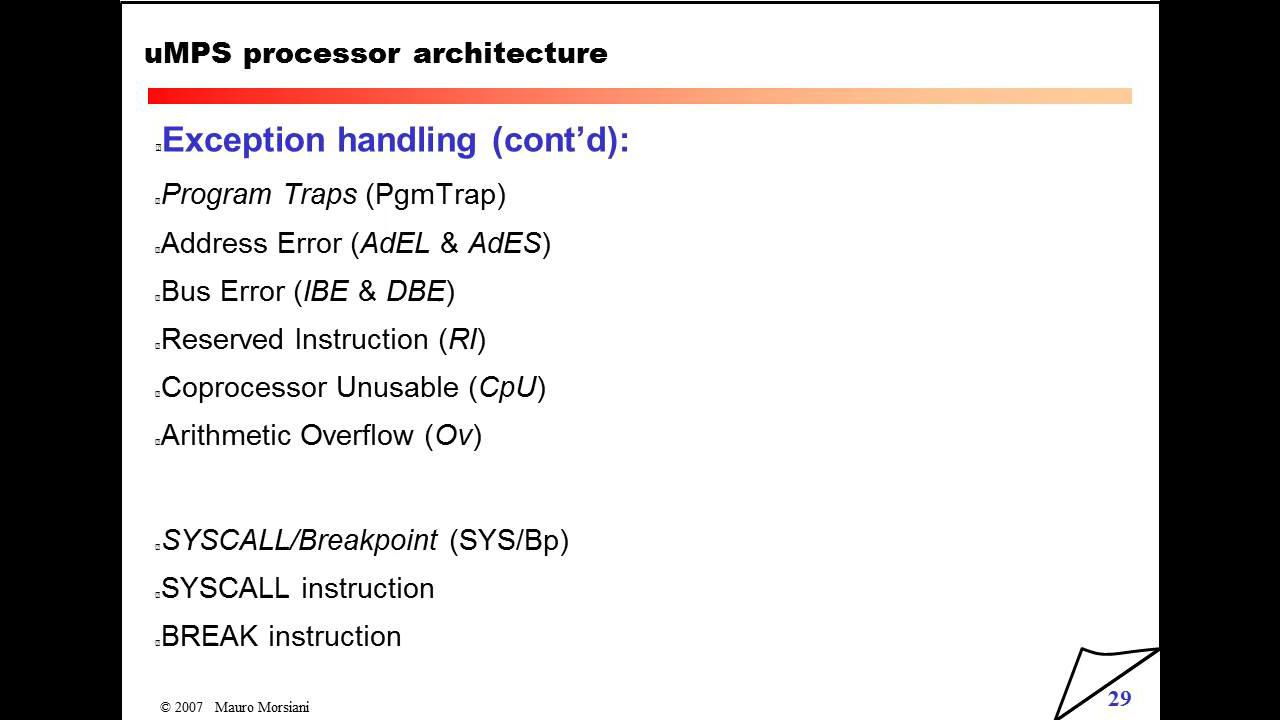 uMPS processor architecture
Exception handling (cont’d):
Program Traps (PgmTrap)
Address Error (AdEL & AdES)
Bus Error (IBE & DBE)
Reserved Instruction (RI)
Coprocessor Unusable (CpU)
Arithmetic Overflow (Ov)
SYSCALL/Breakpoint (SYS/Bp)
SYSCALL instruction
BREAK instruction
© 2007 Mauro Morsiani
29